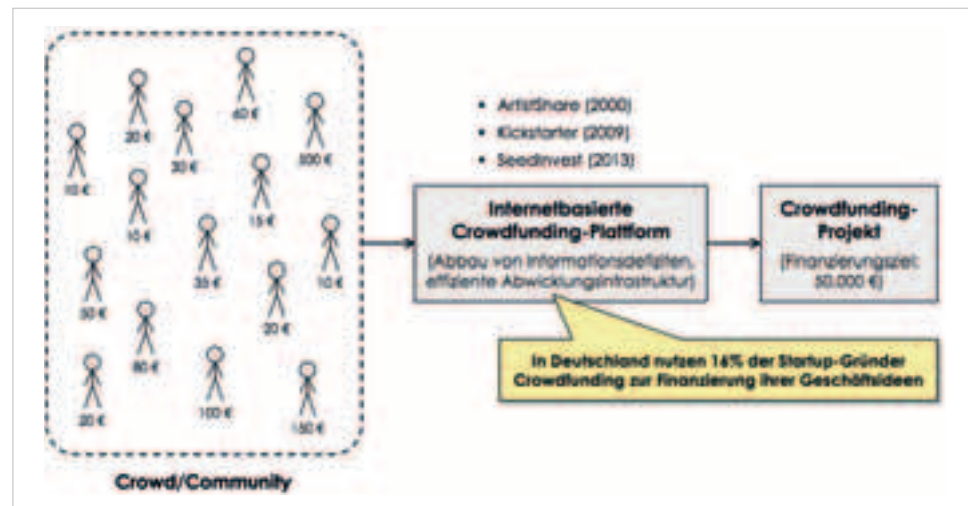 60 €
20 €
30 €
500 €
10 €
10 €
15 €
35 €
10 €
50 €
20 €
80 €
20 €
100 €
150 €
Crowd/Community
• ArtistShare (2000)
• Kickstarter (2009)
• SeedInvest (2013)
Internetbasierte
Crowdfunding-Plattform
(Abbau von Informationsdefiziten,
effiziente Abwicklungsinfrastruktur)
Crowdfunding-
Projekt
(Finanzierungsziel:
50.000 €)
In Deutschland nutzen 16% der Startup-Gründer
Crowdfunding zur Finanzierung ihrer Geschäftsideen